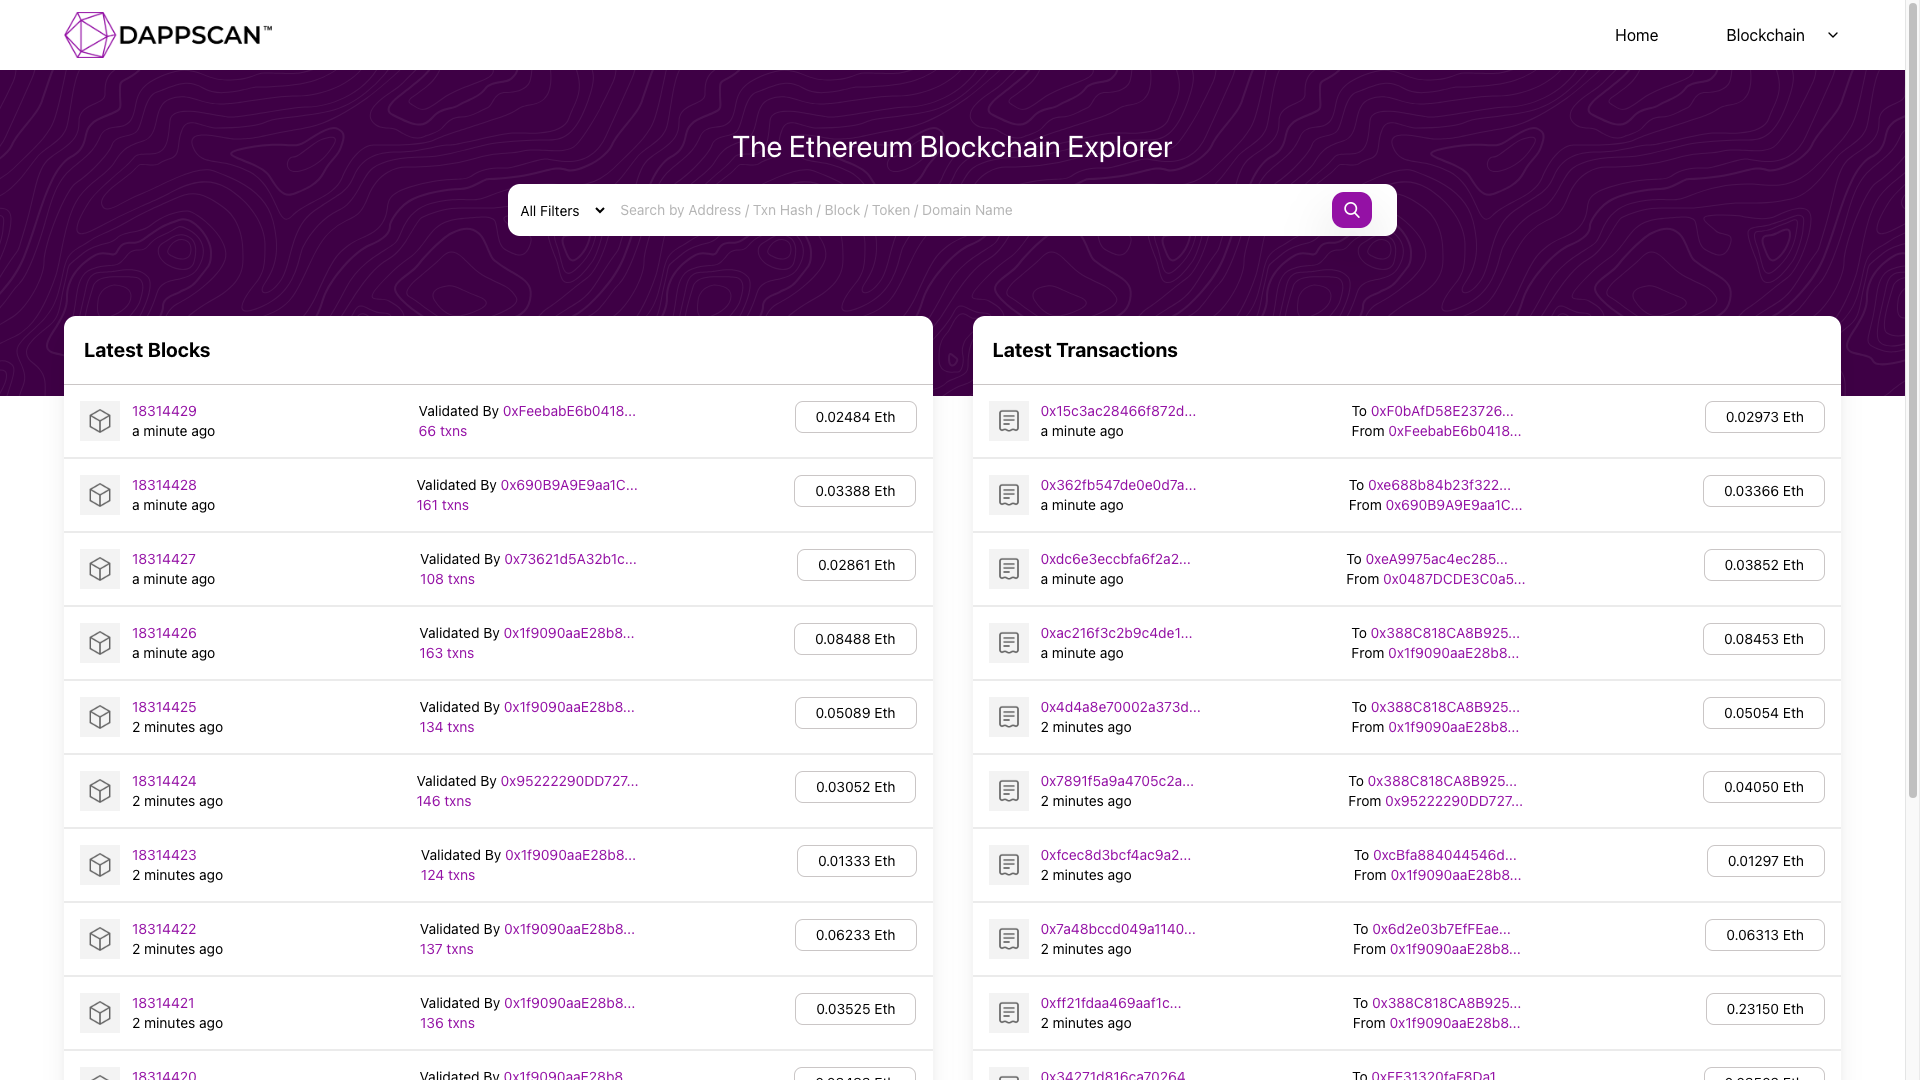 DAPPSCAN™
Home
Blockchain
The Ethereum Blockchain Explorer
All Filters
Search by Address / Txn Hash / Block / Token / Domain Name
Latest Blocks
18314429
a minute ago
Validated By 0xFeebabE6b0418...
66 txns
0.02484 Eth
18314428
a minute ago
Validated By 0x690B9A9E9aa1C...
161 txns
0.03388 Eth
18314427
a minute ago
Validated By 0x73621d5A32b1c...
108 txns
0.02861 Eth
18314426
a minute ago
Validated By 0x1f9090aaE28b8...
163 txns
0.08488 Eth
18314425
2 minutes ago
Validated By 0x1f9090aaE28b8...
134 txns
0.05089 Eth
18314424
2 minutes ago
Validated By 0x95222290DD727...
146 txns
0.03052 Eth
18314423
2 minutes ago
Validated By 0x1f9090aaE28b8...
124 txns
0.01333 Eth
18314422
2 minutes ago
Validated By 0x1f9090aaE28b8...
137 txns
0.06233 Eth
18314421
2 minutes ago
Validated By 0x1f9090aaE28b8...
136 txns
0.03525 Eth
18314420
Validated By 0x1f9090aaE28b8...
Latest Transactions
0x15c3ac28466f872d...
a minute ago
To 0xF0bAfD58E23726...
From 0xFeebabE6b0418...
0.02973 Eth
0x362fb547de0e0d7a...
a minute ago
To 0xe688b84b23f322...
From 0x690B9A9E9aa1C...
0.03366 Eth
0xdc6e3eccbfa6f2a2...
a minute ago
To 0xeA9975ac4ec285...
From 0x0487DCDE3C0a5...
0.03852 Eth
0xac216f3c2b9c4de1...
a minute ago
To 0x388C818CA8B925...
From 0x1f9090aaE28b8...
0.08453 Eth
0x4d4a8e70002a373d...
2 minutes ago
To 0x388C818CA8B925...
From 0x1f9090aaE28b8...
0.05054 Eth
0x7891f5a9a4705c2a...
2 minutes ago
To 0x388C818CA8B925...
From 0x95222290DD727...
0.04050 Eth
0xfcec8d3bcf4ac9a2...
2 minutes ago
To 0xcBfa884044546d...
From 0x1f9090aaE28b8...
0.01297 Eth
0x7a48bccd049a1140...
2 minutes ago
To 0x6d2e03b7EfFEae...
From 0x1f9090aaE28b8...
0.06313 Eth
0xff21fdaa469aaf1c...
2 minutes ago
To 0x388C818CA8B925...
From 0x1f9090aaE28b8...
0.23150 Eth
0x34271d816ca70264...
To 0xFF31320faF8Da1...